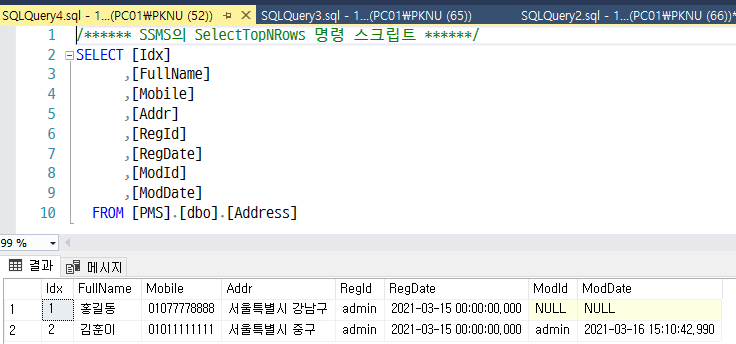 SQLQuery4.sql - 1...(PC01₩PKNU (52)) SQLQuery3.sql - 1...(PC01₩PKNU (65)) SQLQuery2.sql - 1...(PC01₩PKNU (66))*
1 /****** SSMS의 SelectTopNRows 명령 스크립트 ******/
2 SELECT [Idx]
3 ,[FullName]
4 ,[Mobile]
5 ,[Addr]
6 ,[RegId]
7 ,[RegDate]
8 ,[ModId]
9 ,[ModDate]
10 FROM [PMS].[dbo].[Address]
99 %
결과 메시지
Idx FullName Mobile Addr RegId RegDate ModId ModDate
1 1 홍길동 01077778888 서울특별시 강남구 admin 2021-03-15 00:00:00,000 NULL NULL
2 2 김훈이 01011111111 서울특별시 중구 admin 2021-03-15 00:00:00,000 admin 2021-03-16 15:10:42,990